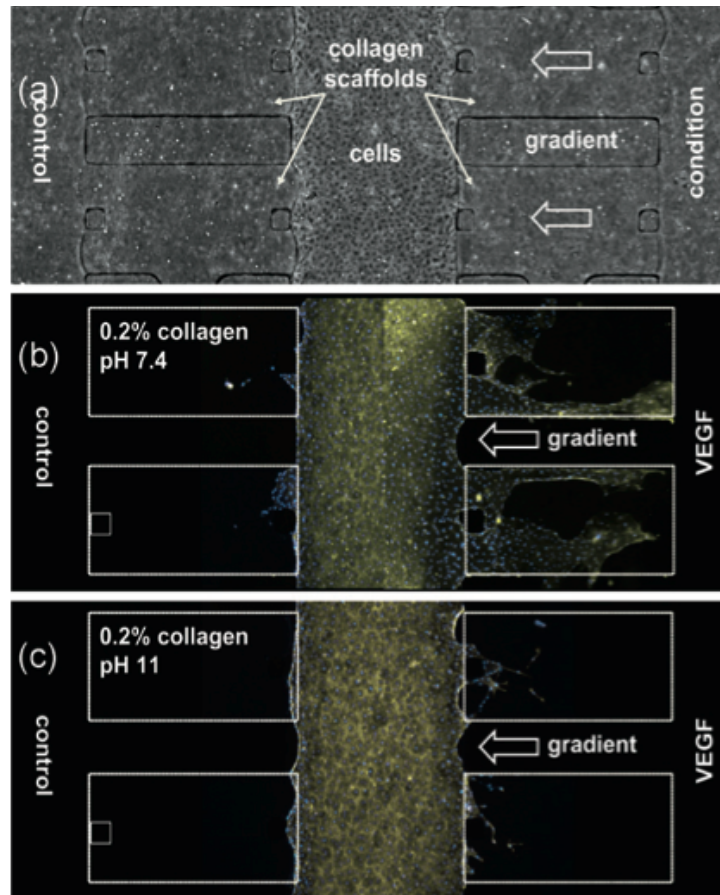 collagen
scaffolds
control
cells
gradient
condition
(b)
0.2% collagen
pH 7.4
control
gradient
VEGF
(c)
0.2% collagen
pH 11
control
gradient
VEGF